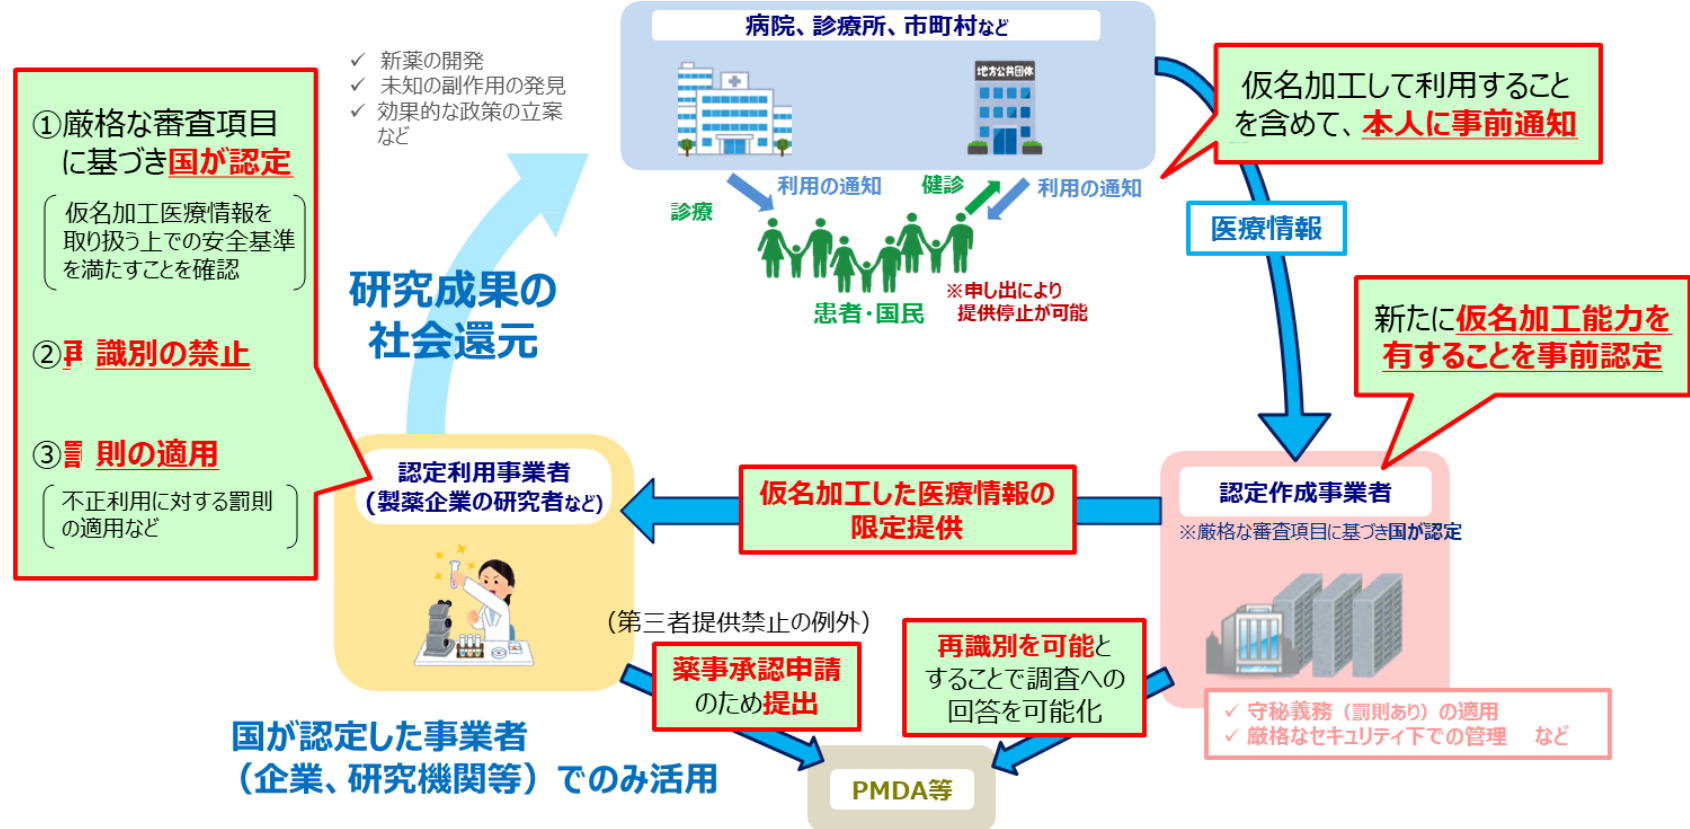 病院、診療所、市町村など
地方公共団体
✓ 新薬の開発
✓ 未知の副作用の発見
✓ 効果的な政策の立案
など
①厳格な審査項目
に基づき国が認定
仮名加工医療情報を
取り扱う上での安全基準
を満たすことを確認
②再 識別の禁止
③罰 則の適用
不正利用に対する罰則
の適用など
仮名加工して利用すること
を含めて、本人に事前通知
利用の通知
診療
健診
利用の通知
医療情報
患者・国民
※申し出により
提供停止が可能
研究成果の
社会還元
新たに仮名加工能力を
有することを事前認定
認定利用事業者
(製薬企業の研究者など)
仮名加工した医療情報の
限定提供
認定作成事業者
※厳格な審査項目に基づき国が認定
（第三者提供禁止の例外）
薬事承認申請
のため提出
再識別を可能と
することで調査への
回答を可能化
✓ 守秘義務（罰則あり）の適用
✓ 厳格なセキュリティ下での管理 など
国が認定した事業者
（企業、研究機関等）でのみ活用
PMDA等